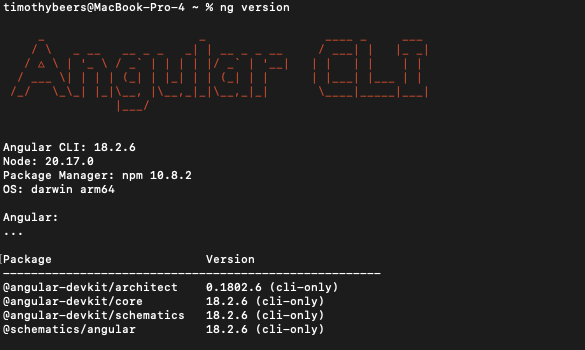 timothybeers@MacBook-Pro-4 ~ % ng version
Angular CLI
Angular CLI: 18.2.6
Node: 20.17.0
Package Manager: npm 10.8.2
OS: darwin arm64
Angular:
...
Package Version
------------------------------------------------------
@angular-devkit/architect 0.1802.6 (cli-only)
@angular-devkit/core 18.2.6 (cli-only)
@angular-devkit/schematics 18.2.6 (cli-only)
@schematics/angular 18.2.6 (cli-only)